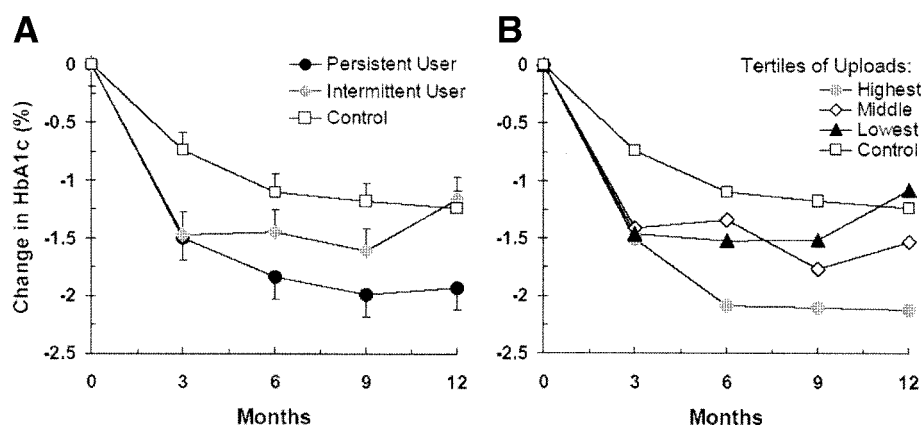 A
Persistent User
Intermittent User
Control
Change in HbA1c (%)
0
-0.5
-1
-1.5
-2
-2.5
0 3 6 9 12
Months
B
Tertiles of Uploads:
Highest
Middle
Lowest
Control
0
-0.5
-1
-1.5
-2
-2.5
0 3 6 9 12
Months